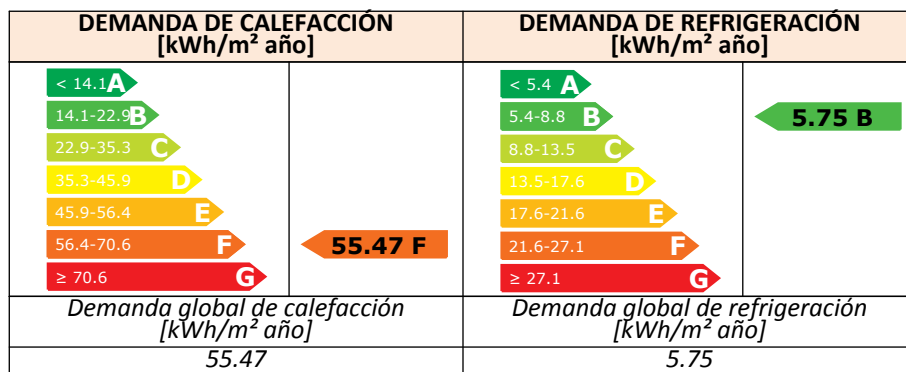 DEMANDA DE CALEFACCIÓN
[kWh/m² año]
DEMANDA DE REFRIGERACIÓN
[kWh/m² año]
< 14.1 A
14.1-22.9 B
22.9-35.3 C
35.3-45.9 D
45.9-56.4 E
56.4-70.6 F
≥ 70.6 G
55.47 F
< 5.4 A
5.4-8.8 B
8.8-13.5 C
13.5-17.6 D
17.6-21.6 E
21.6-27.1 F
≥ 27.1 G
5.75 B
Demanda global de calefacción
[kWh/m² año]
Demanda global de refrigeración
[kWh/m² año]
55.47
5.75